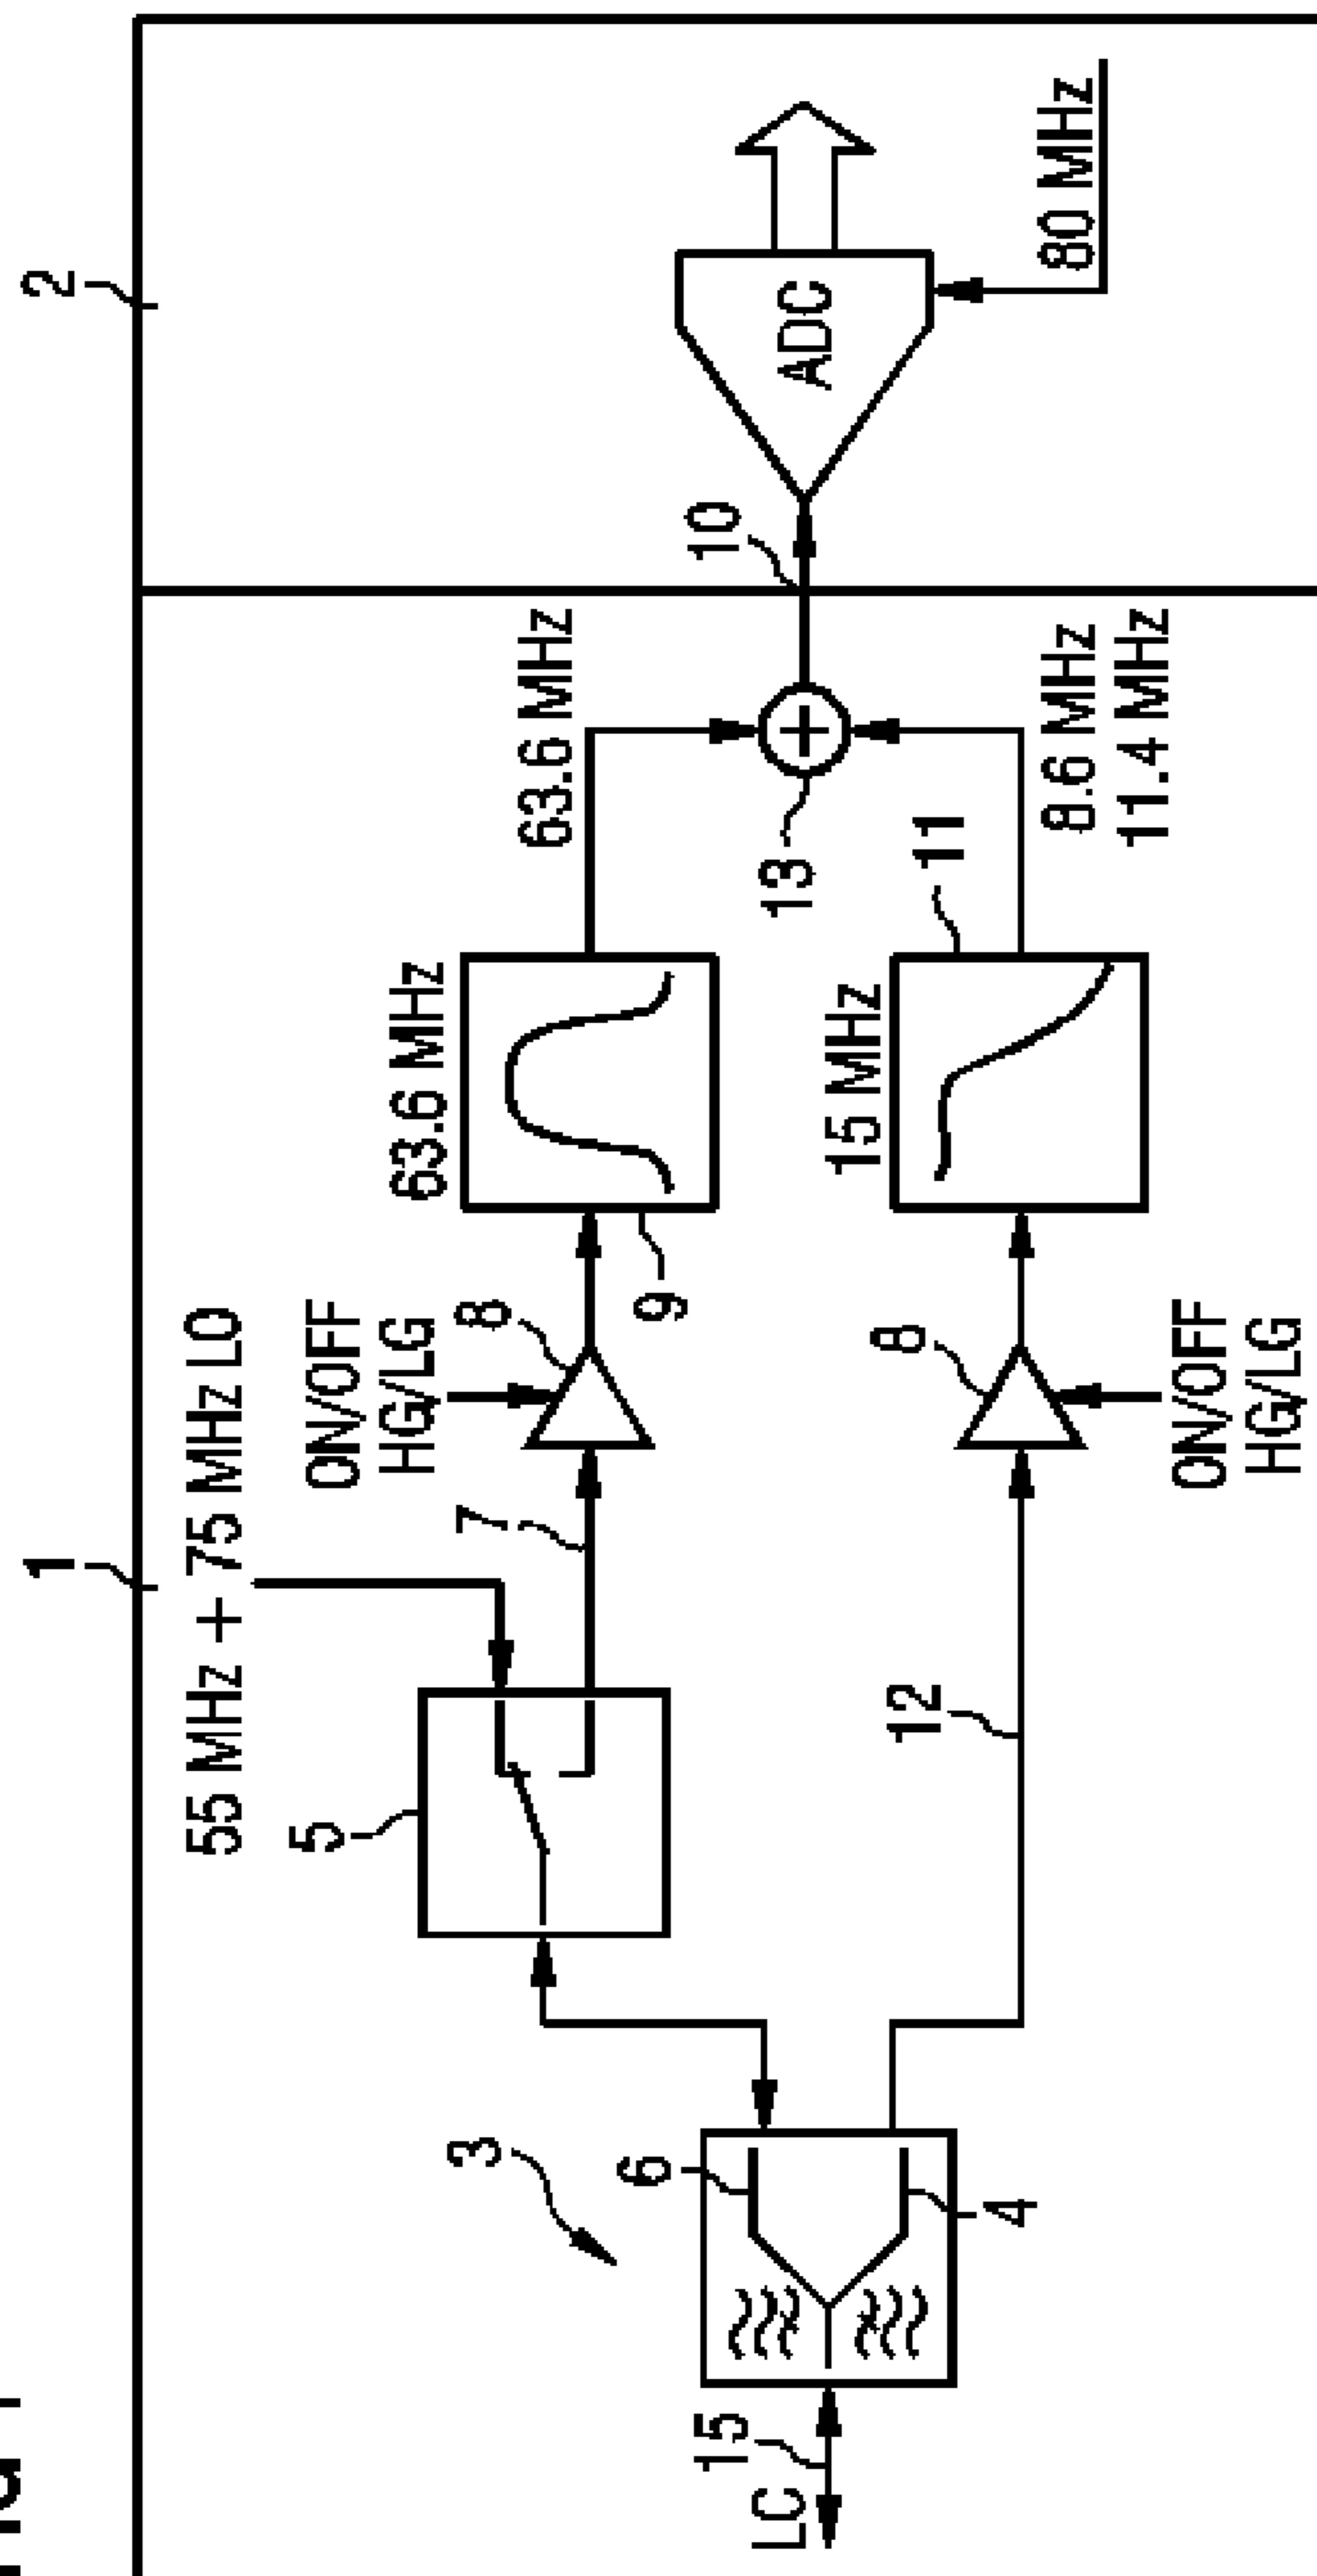 1
2
55 MHz + 75 MHz LO
5
ON/OFF
HG/LG
7
8
63.6 MHz
9
63.6 MHz
3
6
4
15
LC
12
8
ON/OFF
HG/LG
15 MHz
11
13
8.6 MHz
11.4 MHz
10
ADC
80 MHz